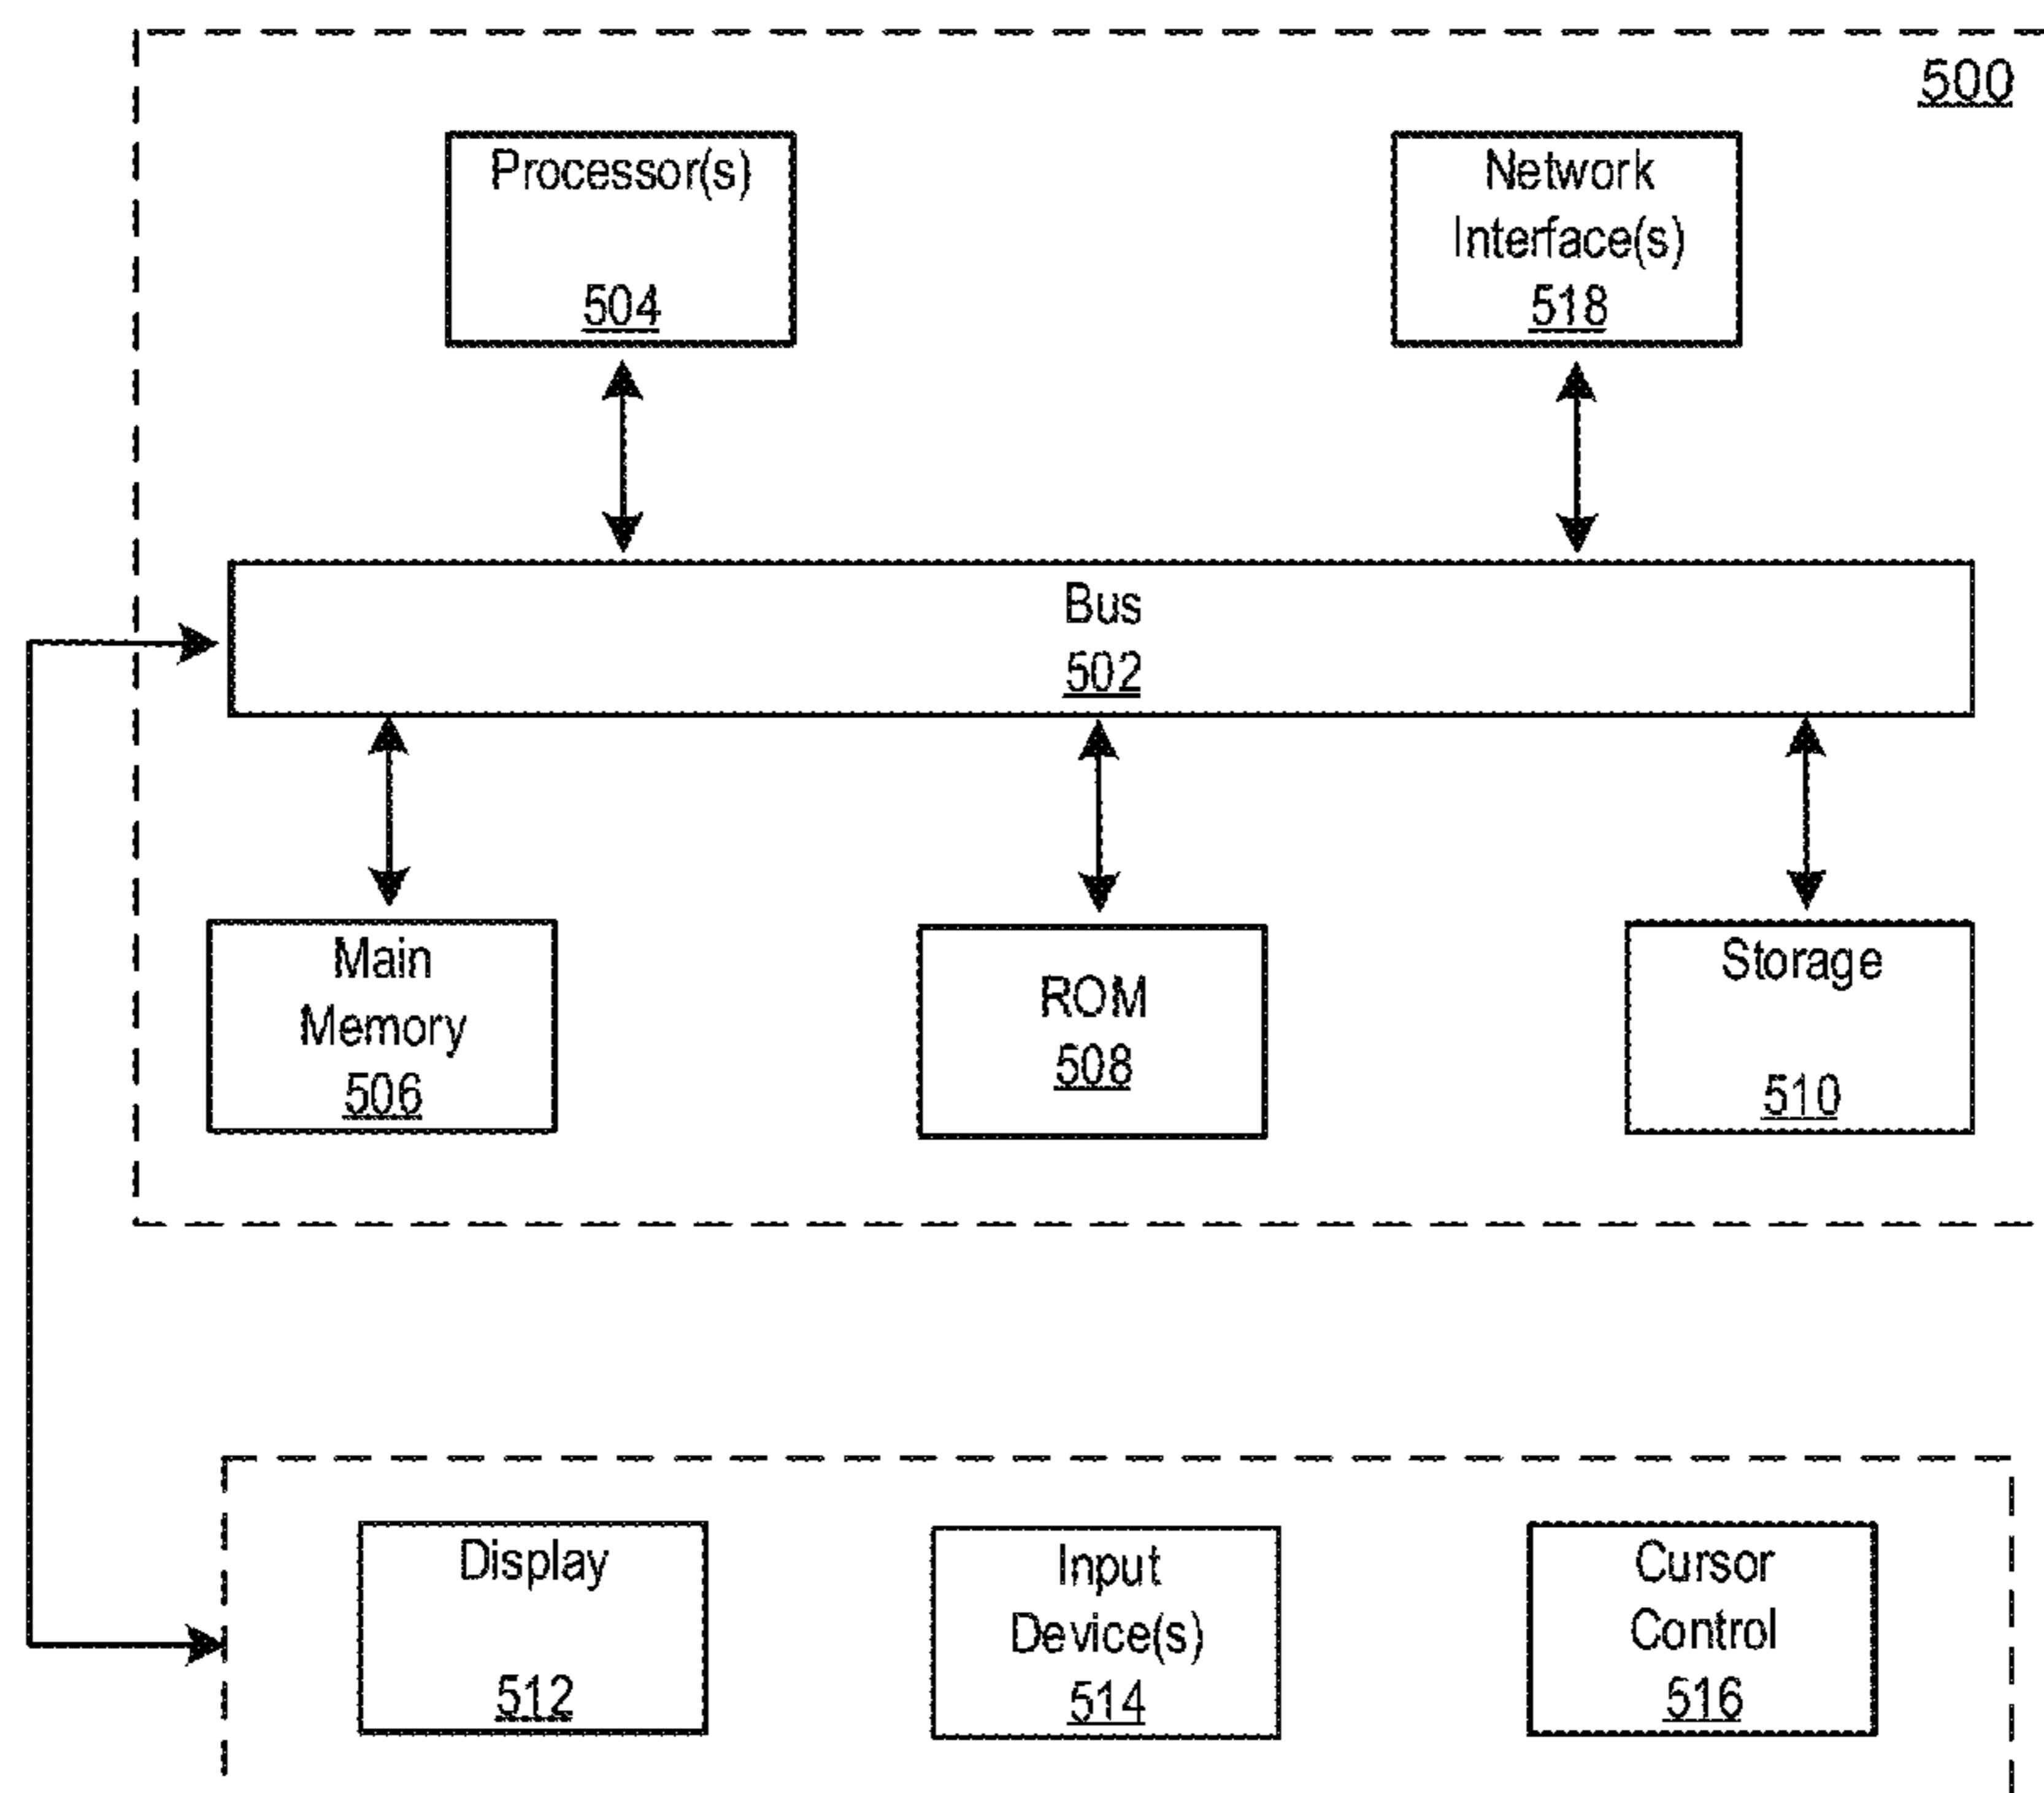 500
Processor(s)
504
Network
Interface(s)
518
Bus
502
Main
Memory
506
ROM
508
Storage
510
Display
512
Input
Device(s)
514
Cursor
Control
516